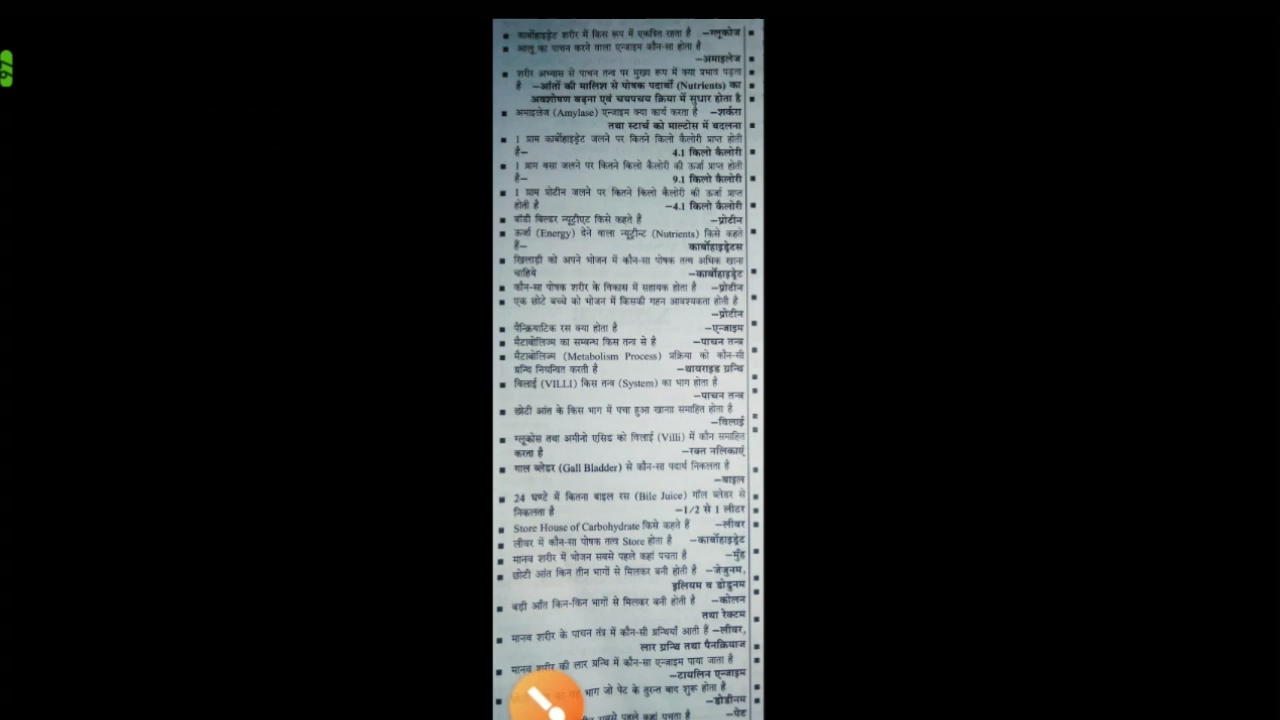 97
कार्बोहाइड्रेट शरीर में किस रूप में एकत्रित रहता है –ग्लूकोज
आलू का पाचन करने वाला एन्जाइम कौन-सा होता है
–अमाइलेज
शरीर अभ्यास से पाचन तन्त्र पर मुख्य रूप में क्या प्रभाव पड़ता
है –आंतों की मालिश से पोषक पदार्थों (Nutrients) का
अवशोषण बढ़ना एवं चयपचय क्रिया में सुधार होता है
अमाइलेज (Amylase) एन्जाइम क्या कार्य करता है –शर्करा
तथा स्टार्च को माल्टोस में बदलना
1 ग्राम कार्बोहाइड्रेट जलने पर कितने किलो कैलोरी प्राप्त होती
है– 4.1 किलो कैलोरी
1 ग्राम वसा जलने पर कितने किलो कैलोरी की ऊर्जा प्राप्त होती
है– 9.1 किलो कैलोरी
1 ग्राम प्रोटीन जलने पर कितने किलो कैलोरी की ऊर्जा प्राप्त
होती है –4.1 किलो कैलोरी
बॉडी बिल्डर न्यूट्रीएट किसे कहते है –प्रोटीन
ऊर्जा (Energy) देने वाला न्यूट्रीन्ट (Nutrients) किसे कहते
हैं– कार्बोहाइड्रेटस
खिलाड़ी को अपने भोजन में कौन-सा पोषक तत्व अधिक खाना
चाहिये –कार्बोहाइड्रेट
कौन-सा पोषक शरीर के विकास में सहायक होता है –प्रोटीन
एक छोटे बच्चे को भोजन में किसकी गहन आवश्यकता होती है
–प्रोटीन
पैन्क्रियाटिक रस क्या होता है –एन्जाइम
मैटाबोलिज्म का सम्बन्ध किस तन्त्र से है –पाचन तन्त्र
मैटाबोलिज्म (Metabolism Process) प्रक्रिया को कौन-सी
ग्रन्थि नियन्त्रित करती है –थायराइड ग्रन्थि
विलाई (VILLI) किस तन्त्र (System) का भाग होता है
–पाचन तन्त्र
छोटी आंत के किस भाग में पचा हुआ खाना समाहित होता है
–विलाई
ग्लूकोस तथा अमीनो एसिड को विलाई (Villi) में कौन समाहित
करता है –रक्त नलिकाएं
गाल ब्लेडर (Gall Bladder) से कौन-सा पदार्थ निकलता है
–बाइल
24 घण्टे में कितना बाइल रस (Bile Juice) गॉल ब्लेडर से
निकलता है –1/2 से 1 लीटर
Store House of Carbohydrate किसे कहते हैं –लीवर
लीवर में कौन-सा पोषक तत्व Store होता है –कार्बोहाइड्रेट
मानव शरीर में भोजन सबसे पहले कहां पचता है –मुँह
छोटी आंत किन तीन भागों से मिलकर बनी होती है –जेजुनम,
इलियम व डोडुनम
बड़ी आँत किन-किन भागों से मिलकर बनी होती है –कोलन
तथा रेक्टम
मानव शरीर के पाचन तंत्र में कौन-सी ग्रन्थियाँ आती हैं –लीवर,
लार ग्रन्थि तथा पैनक्रियाज
मानव शरीर की लार ग्रन्थि में कौन-सा एन्जाइम पाया जाता है
–टायलिन एन्जाइम
भाग जो पेट के तुरन्त बाद शुरू होता है
–डोडीनम
सबसे पहले कहां पचता है –पेट